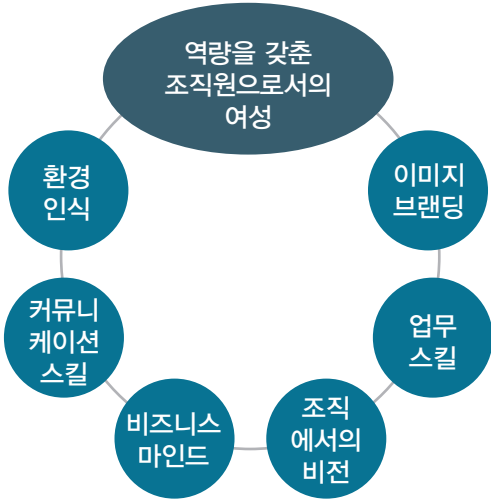 역량을 갖춘
조직원으로서의
여성
환경
인식
이미지
브랜딩
커뮤니
케이션
스킬
업무
스킬
비즈니스
마인드
조직
에서의
비전